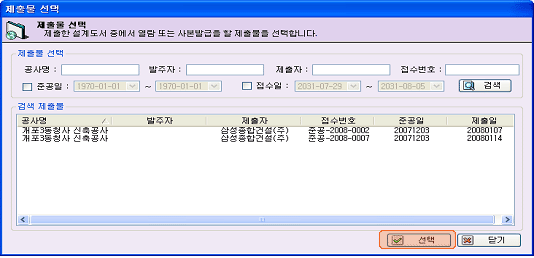 제출물 선택
제출물 선택
제출한 설계도서 중에서 열람 또는 사본발급을 할 제출물을 선택합니다.
제출물 선택
공사명 : 발주자 : 제출자 : 접수번호 :
준공일 : 1970-01-01 ~ 1970-01-01 접수일 : 2031-07-29 ~ 2031-08-05 검색
검색 제출물
공사명 발주자 제출자 접수번호 준공일 제출일
개포3동청사 신축공사 삼성종합건설(주) 준공-2008-0002 20071203 20080107
개포3동청사 신축공사 삼성종합건설(주) 준공-2008-0007 20071203 20080114
선택 닫기